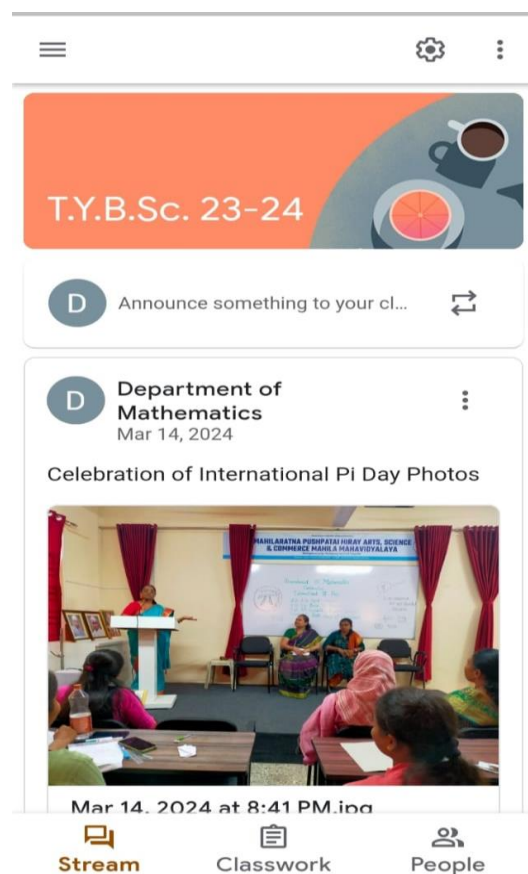 T.Y.B.Sc. 23-24
D
Announce something to your cl...
D
Department of
Mathematics
Mar 14, 2024
Celebration of International Pi Day Photos
MAHILARATNA PUSHPATAI HIRAY ARTS, SCIENCE
& COMMERCE MAHILA MAHAVIDYALAYA
Mar 14, 2024 at 8:41 PM.jpg
Stream
Classwork
People